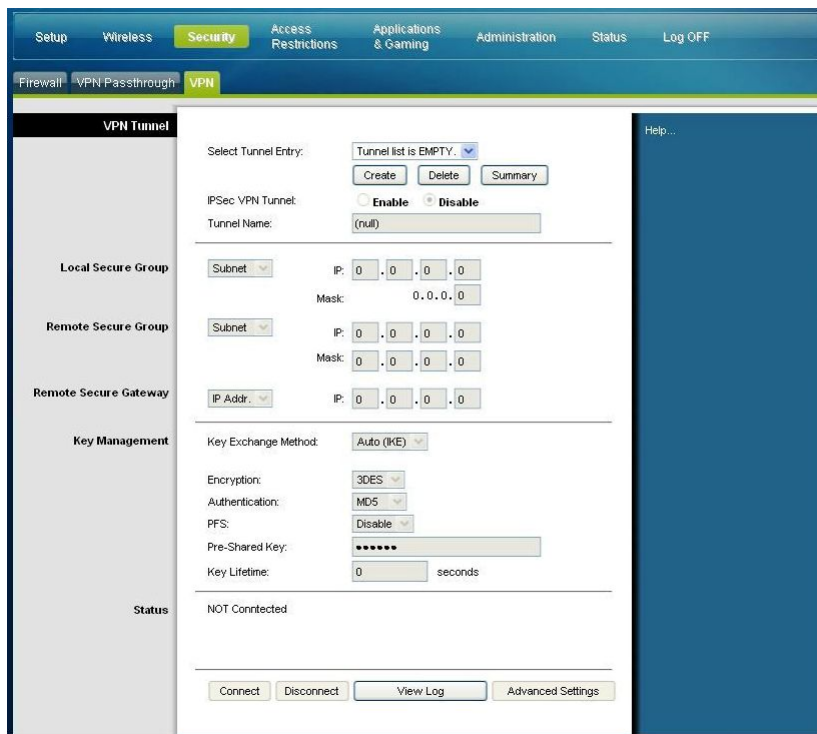 Setup Wireless Security Access Restrictions Applications & Gaming Administration Status Log OFF
Firewall VPN Passthrough VPN
VPN Tunnel
Help...
Select Tunnel Entry: Tunnel list is EMPTY.
Create Delete Summary
IPSec VPN Tunnel: Enable Disable
Tunnel Name: (null)
Local Secure Group Subnet IP: 0 . 0 . 0 . 0
Mask: 0.0.0. 0
Remote Secure Group Subnet IP: 0 . 0 . 0 . 0
Mask: 0 . 0 . 0 . 0
Remote Secure Gateway IP Addr. IP: 0 . 0 . 0 . 0
Key Management Key Exchange Method: Auto (IKE)
Encryption: 3DES
Authentication: MD5
PFS: Disable
Pre-Shared Key: ••••••
Key Lifetime: 0 seconds
Status NOT Conntected
Connect Disconnect View Log Advanced Settings